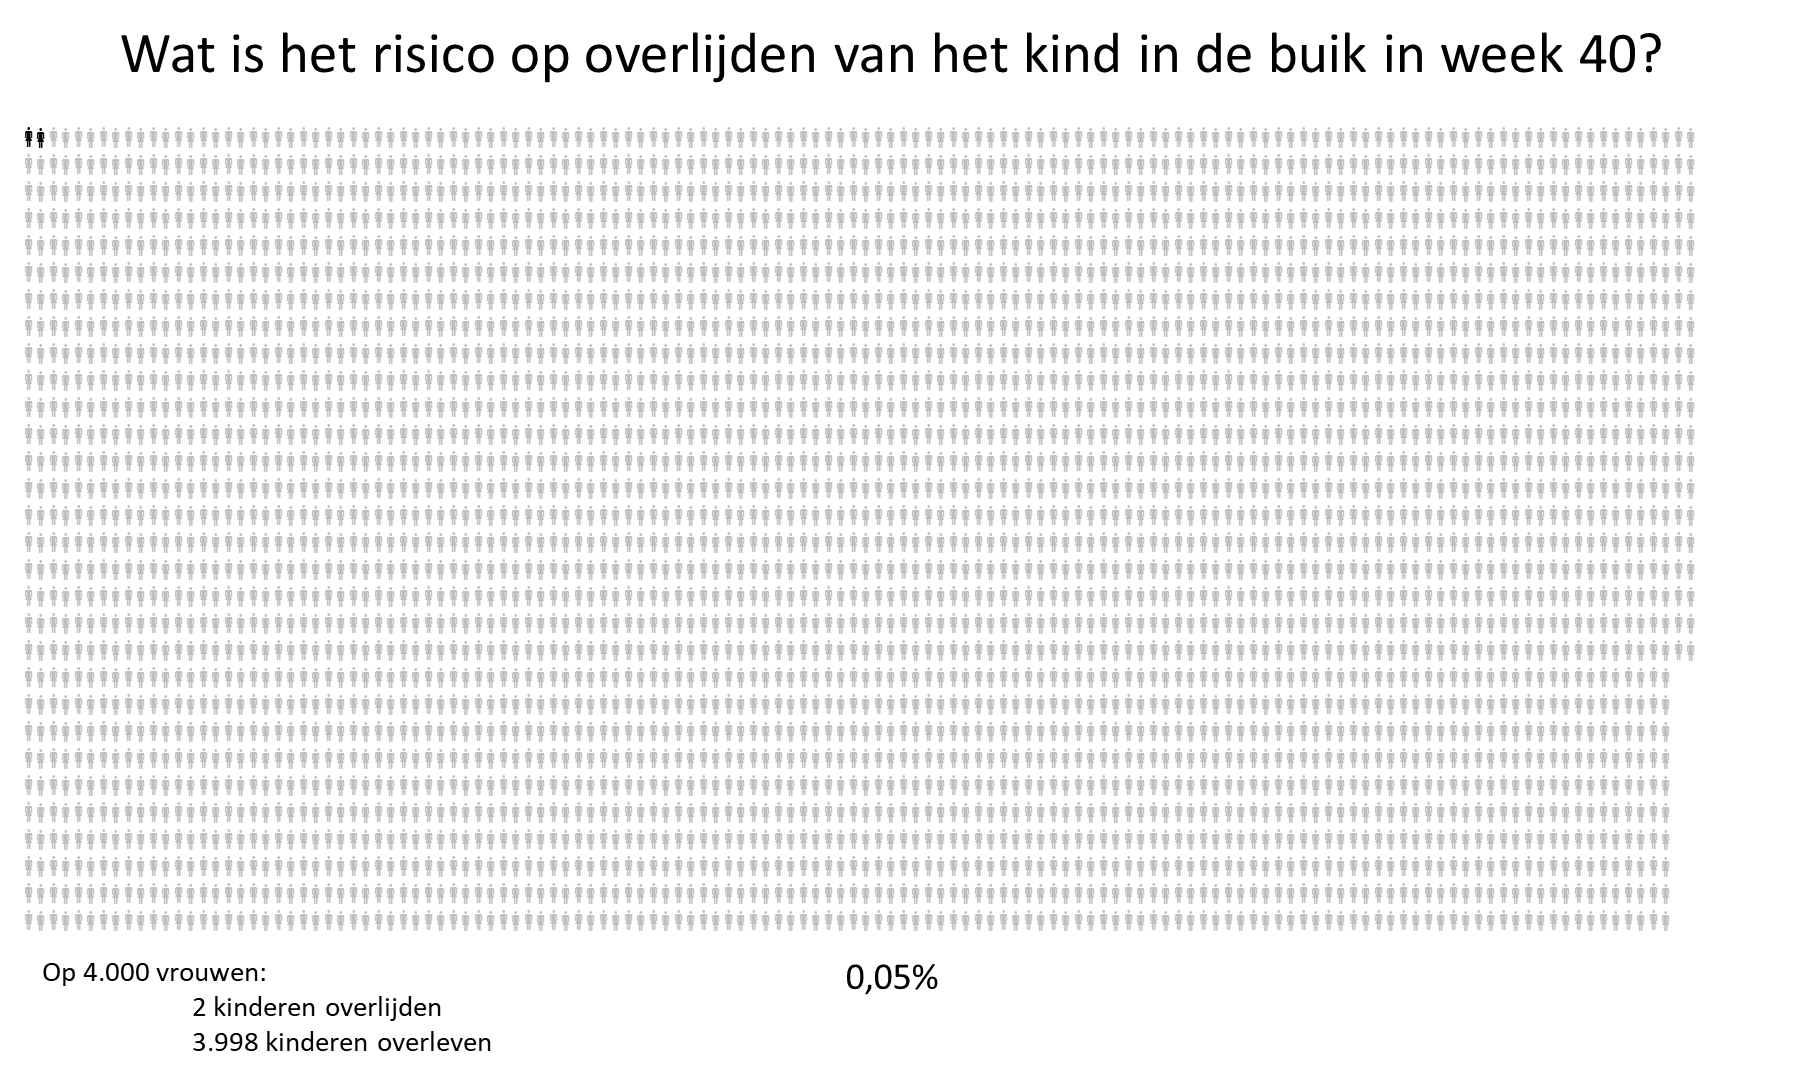 Wat is het risico op overlijden van het kind in de buik in week 40?
Op 4.000 vrouwen:
2 kinderen overlijden
3.998 kinderen overleven
0,05%